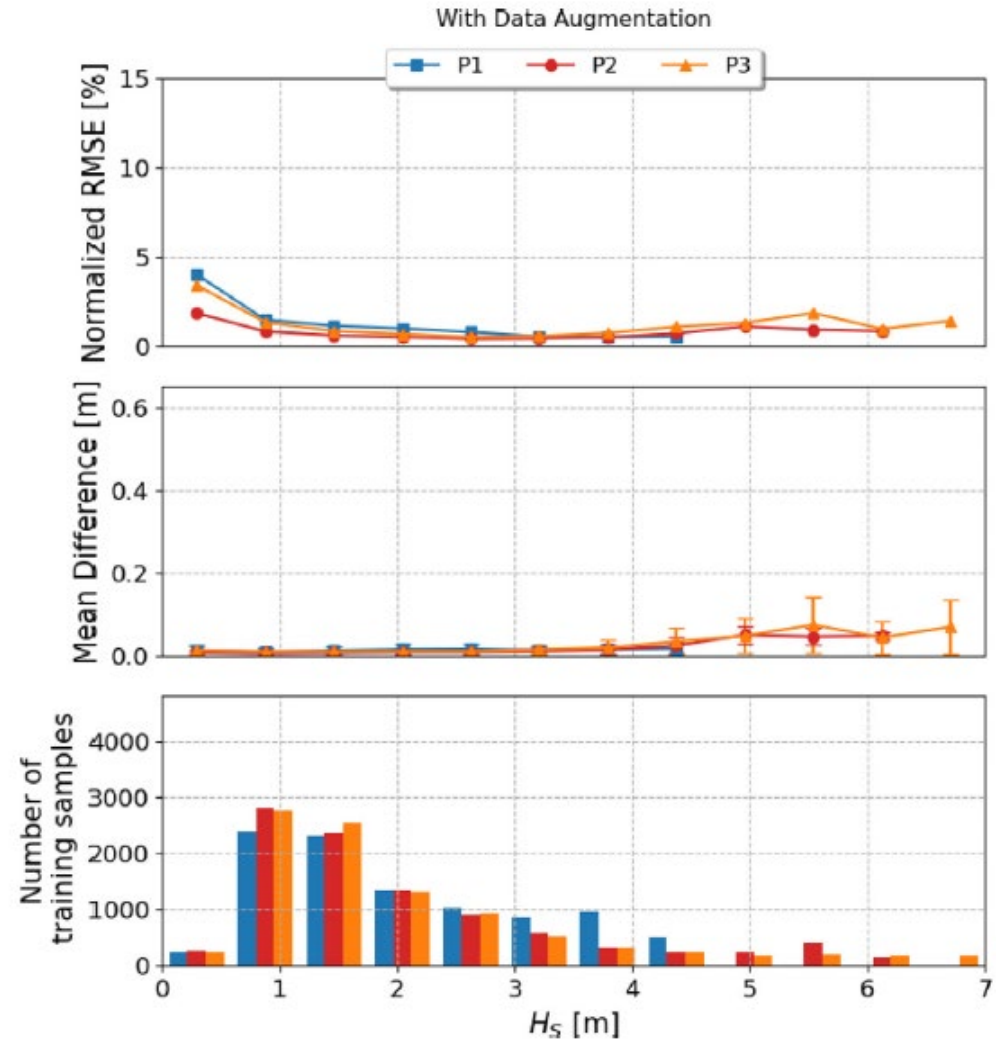 With Data Augmentation
P1 P2 P3
Normalized RMSE [%]
15
10
5
0
Mean Difference [m]
0.6
0.4
0.2
0.0
Number of
training samples
4000
3000
2000
1000
0
0 1 2 3 4 5 6 7
H_S [m]